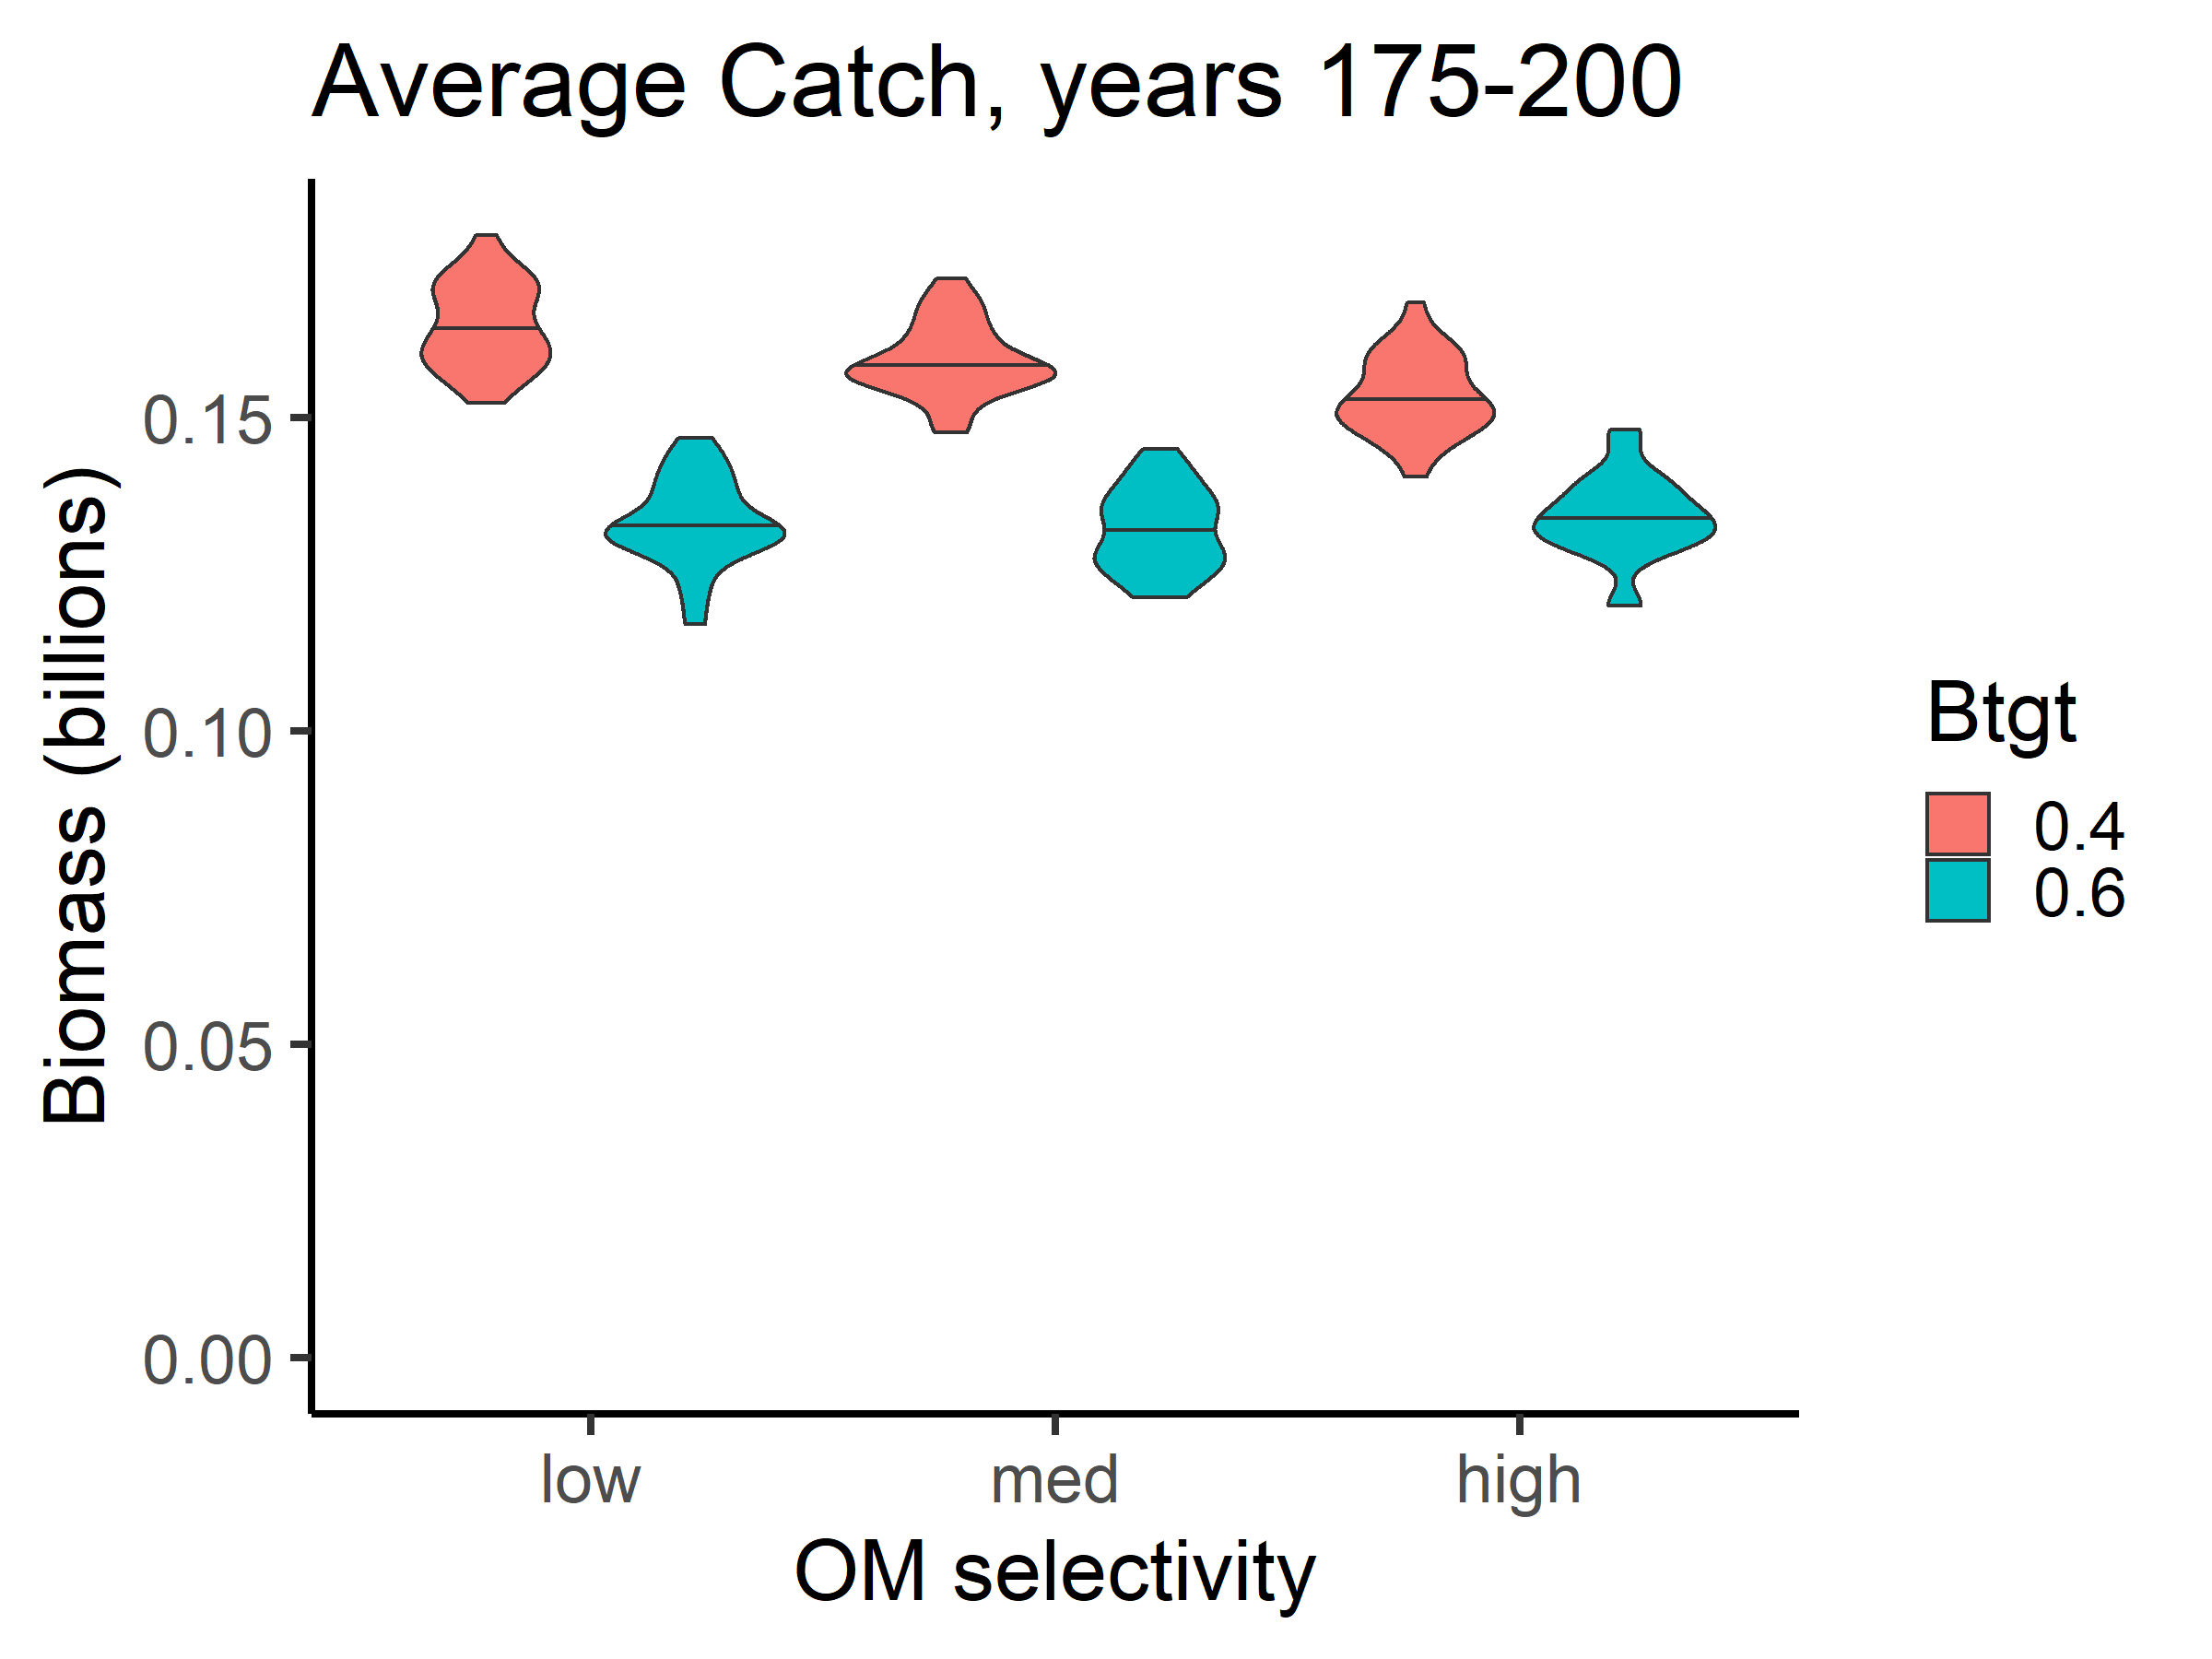 Average Catch, years 175-200
Biomass (billions)
0.15
0.10
0.05
0.00
low med high
OM selectivity
Btgt
0.4
0.6